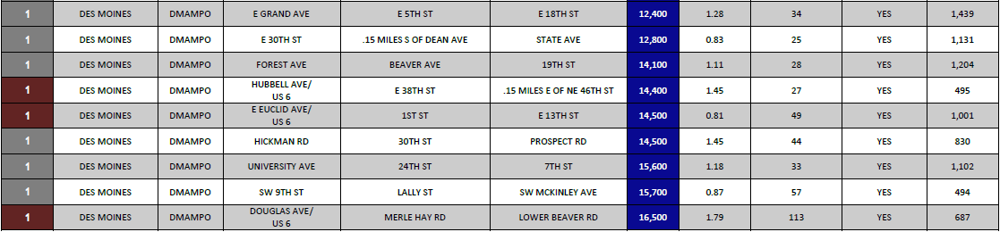 1 DES MOINES DMAMPO E GRAND AVE E 5TH ST E 18TH ST 12,400 1.28 34 YES 1,439
1 DES MOINES DMAMPO E 30TH ST .15 MILES S OF DEAN AVE STATE AVE 12,800 0.83 25 YES 1,131
1 DES MOINES DMAMPO FOREST AVE BEAVER AVE 19TH ST 14,100 1.11 28 YES 1,204
1 DES MOINES DMAMPO HUBBELL AVE/ US 6 E 38TH ST .15 MILES E OF NE 46TH ST 14,400 1.45 27 YES 495
1 DES MOINES DMAMPO E EUCLID AVE/ US 6 1ST ST E 13TH ST 14,500 0.81 49 YES 1,001
1 DES MOINES DMAMPO HICKMAN RD 30TH ST PROSPECT RD 14,500 1.45 44 YES 830
1 DES MOINES DMAMPO UNIVERSITY AVE 24TH ST 7TH ST 15,600 1.18 33 YES 1,102
1 DES MOINES DMAMPO SW 9TH ST LALLY ST SW MCKINLEY AVE 15,700 0.87 57 YES 494
1 DES MOINES DMAMPO DOUGLAS AVE/ US 6 MERLE HAY RD LOWER BEAVER RD 16,500 1.79 113 YES 687